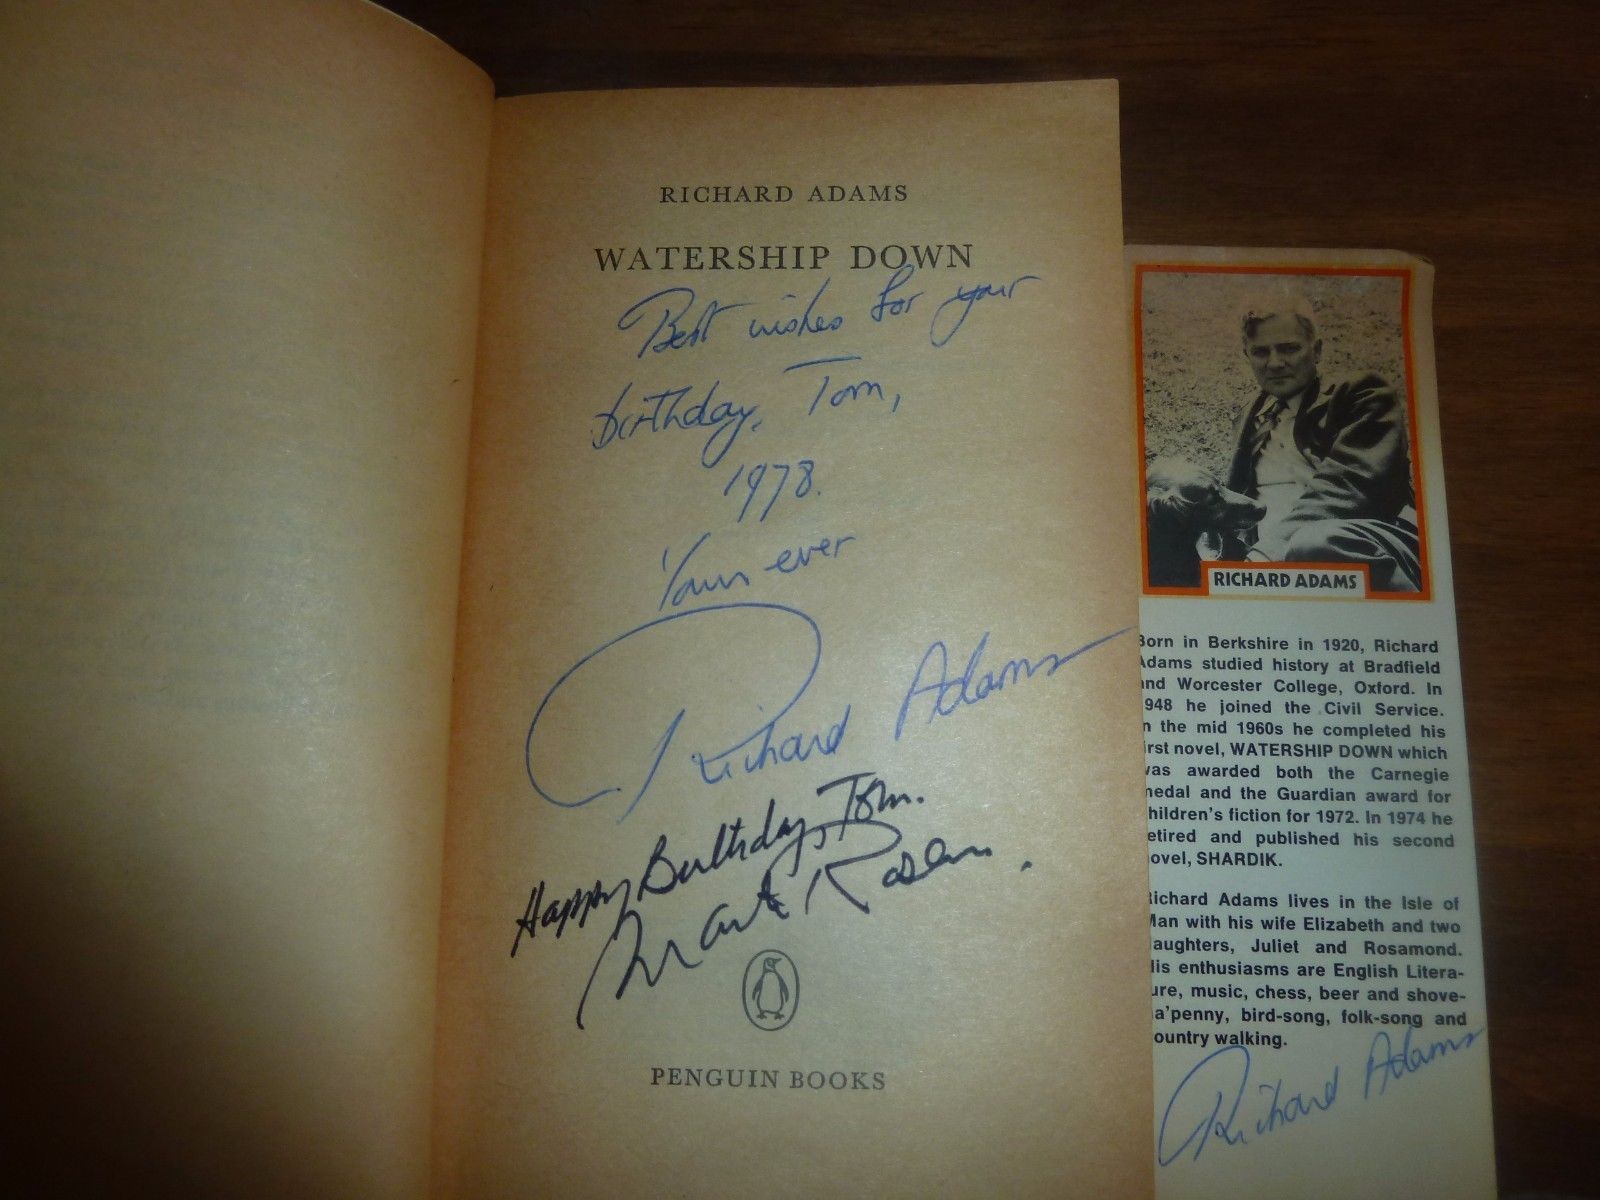 RICHARD ADAMS
WATERSHIP DOWN
Best wishes for your
birthday, Tom,
1978.
Yours ever
Richard Adams
Happy Birthday, Tom.
Martin Rosen.
PENGUIN BOOKS
RICHARD ADAMS
Born in Berkshire in 1920, Richard
Adams studied history at Bradfield
and Worcester College, Oxford. In
1948 he joined the Civil Service.
In the mid 1960s he completed his
first novel, WATERSHIP DOWN which
was awarded both the Carnegie
medal and the Guardian award for
children's fiction for 1972. In 1974 he
retired and published his second
novel, SHARDIK.
Richard Adams lives in the Isle of
Man with his wife Elizabeth and two
daughters, Juliet and Rosamond.
His enthusiasms are English Litera-
ture, music, chess, beer and shove-
ha'penny, bird-song, folk-song and
country walking.
Richard Adams